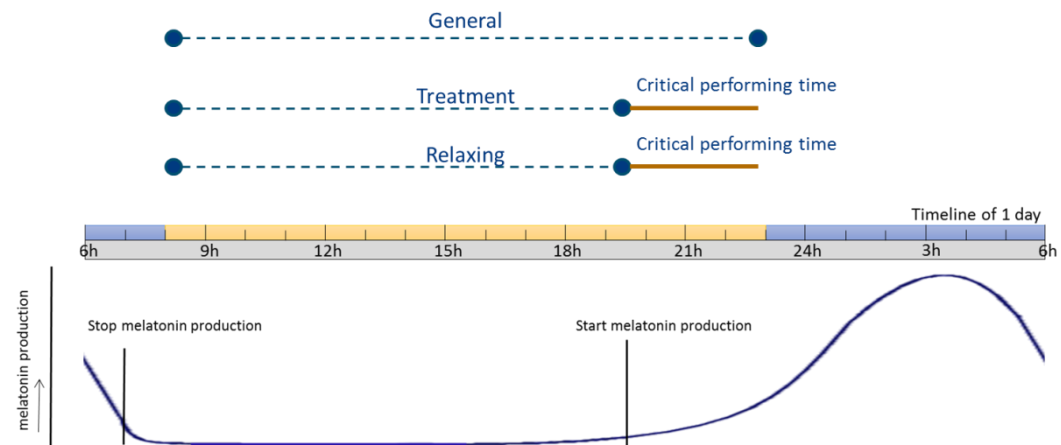 General
Treatment
Critical performing time
Relaxing
Critical performing time
Timeline of 1 day
6h 9h 12h 15h 18h 21h 24h 3h 6h
Stop melatonin production
Start melatonin production
melatonin production